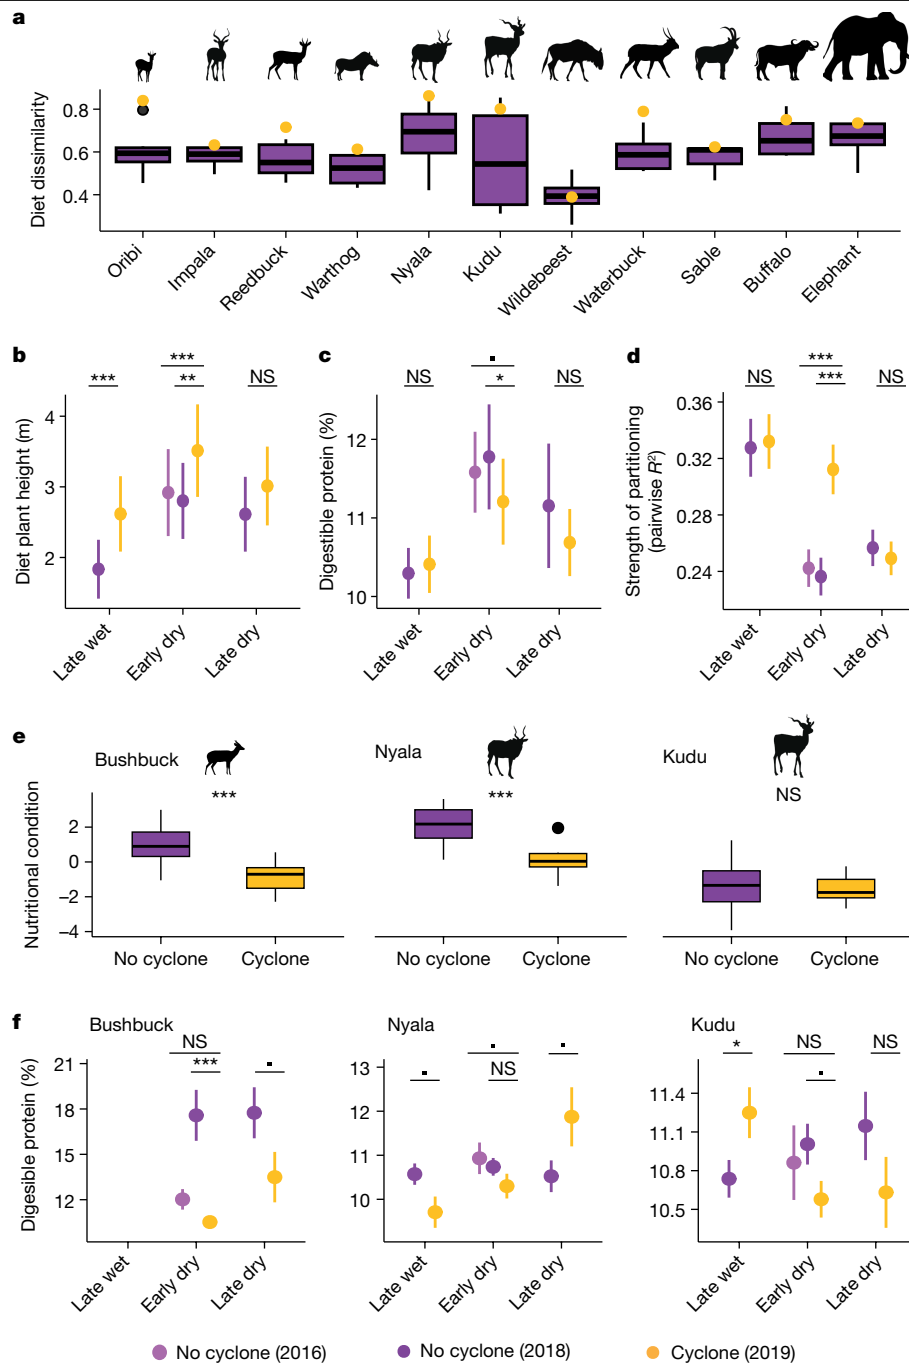 a
Diet dissimilarity
0.8
0.6
0.4
Oribi
Impala
Reedbuck
Warthog
Nyala
Kudu
Wildebeest
Waterbuck
Sable
Buffalo
Elephant
b
Diet plant height (m)
4
3
2
***
***
**
NS
Late wet
Early dry
Late dry
c
Digestible protein (%)
12
11
10
NS
*
NS
Late wet
Early dry
Late dry
d
Strength of partitioning
(pairwise R²)
0.36
0.32
0.28
0.24
NS
***
***
NS
Late wet
Early dry
Late dry
e
Nutritional condition
2
0
−2
−4
Bushbuck
***
No cyclone
Cyclone
Nyala
***
No cyclone
Cyclone
Kudu
NS
No cyclone
Cyclone
f
Digesible protein (%)
Bushbuck
21
18
15
12
NS
***
Late wet
Early dry
Late dry
Nyala
13
12
11
10
NS
Late wet
Early dry
Late dry
Kudu
11.4
11.1
10.8
10.5
*
NS
NS
Late wet
Early dry
Late dry
No cyclone (2016)
No cyclone (2018)
Cyclone (2019)